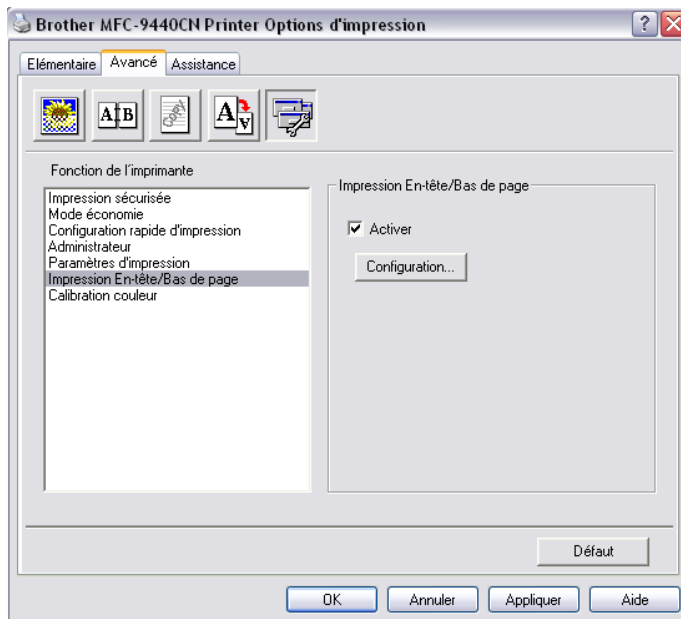 Brother MFC-9440CN Printer Options d'impression
Elémentaire Avancé Assistance
A B
Copy
A A
Fonction de l'imprimante
Impression sécurisée
Mode économie
Configuration rapide d'impression
Administrateur
Paramètres d'impression
Impression En-tête/Bas de page
Calibration couleur
Impression En-tête/Bas de page
Activer
Configuration...
Défaut
OK Annuler Appliquer Aide